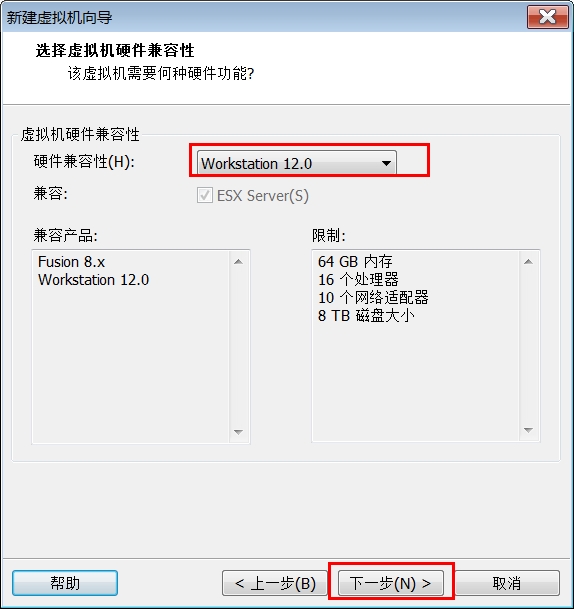 新建虚拟机向导
选择虚拟机硬件兼容性
该虚拟机需要何种硬件功能?
虚拟机硬件兼容性
硬件兼容性(H): Workstation 12.0
兼容: ESX Server(S)
兼容产品: 限制:
Fusion 8.x
Workstation 12.0
64 GB 内存
16 个处理器
10 个网络适配器
8 TB 磁盘大小
帮助 < 上一步(B) 下一步(N) > 取消